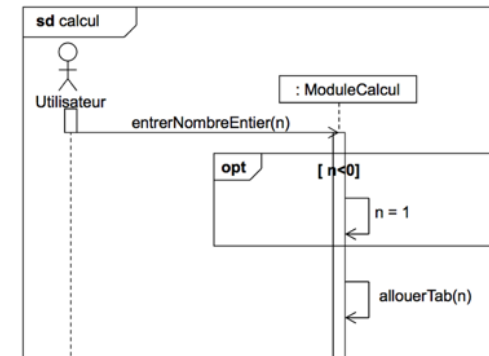 sd calcul
: ModuleCalcul
Utilisateur
entrerNombreEntier(n)
opt
[ n<0]
n = 1
allouerTab(n)